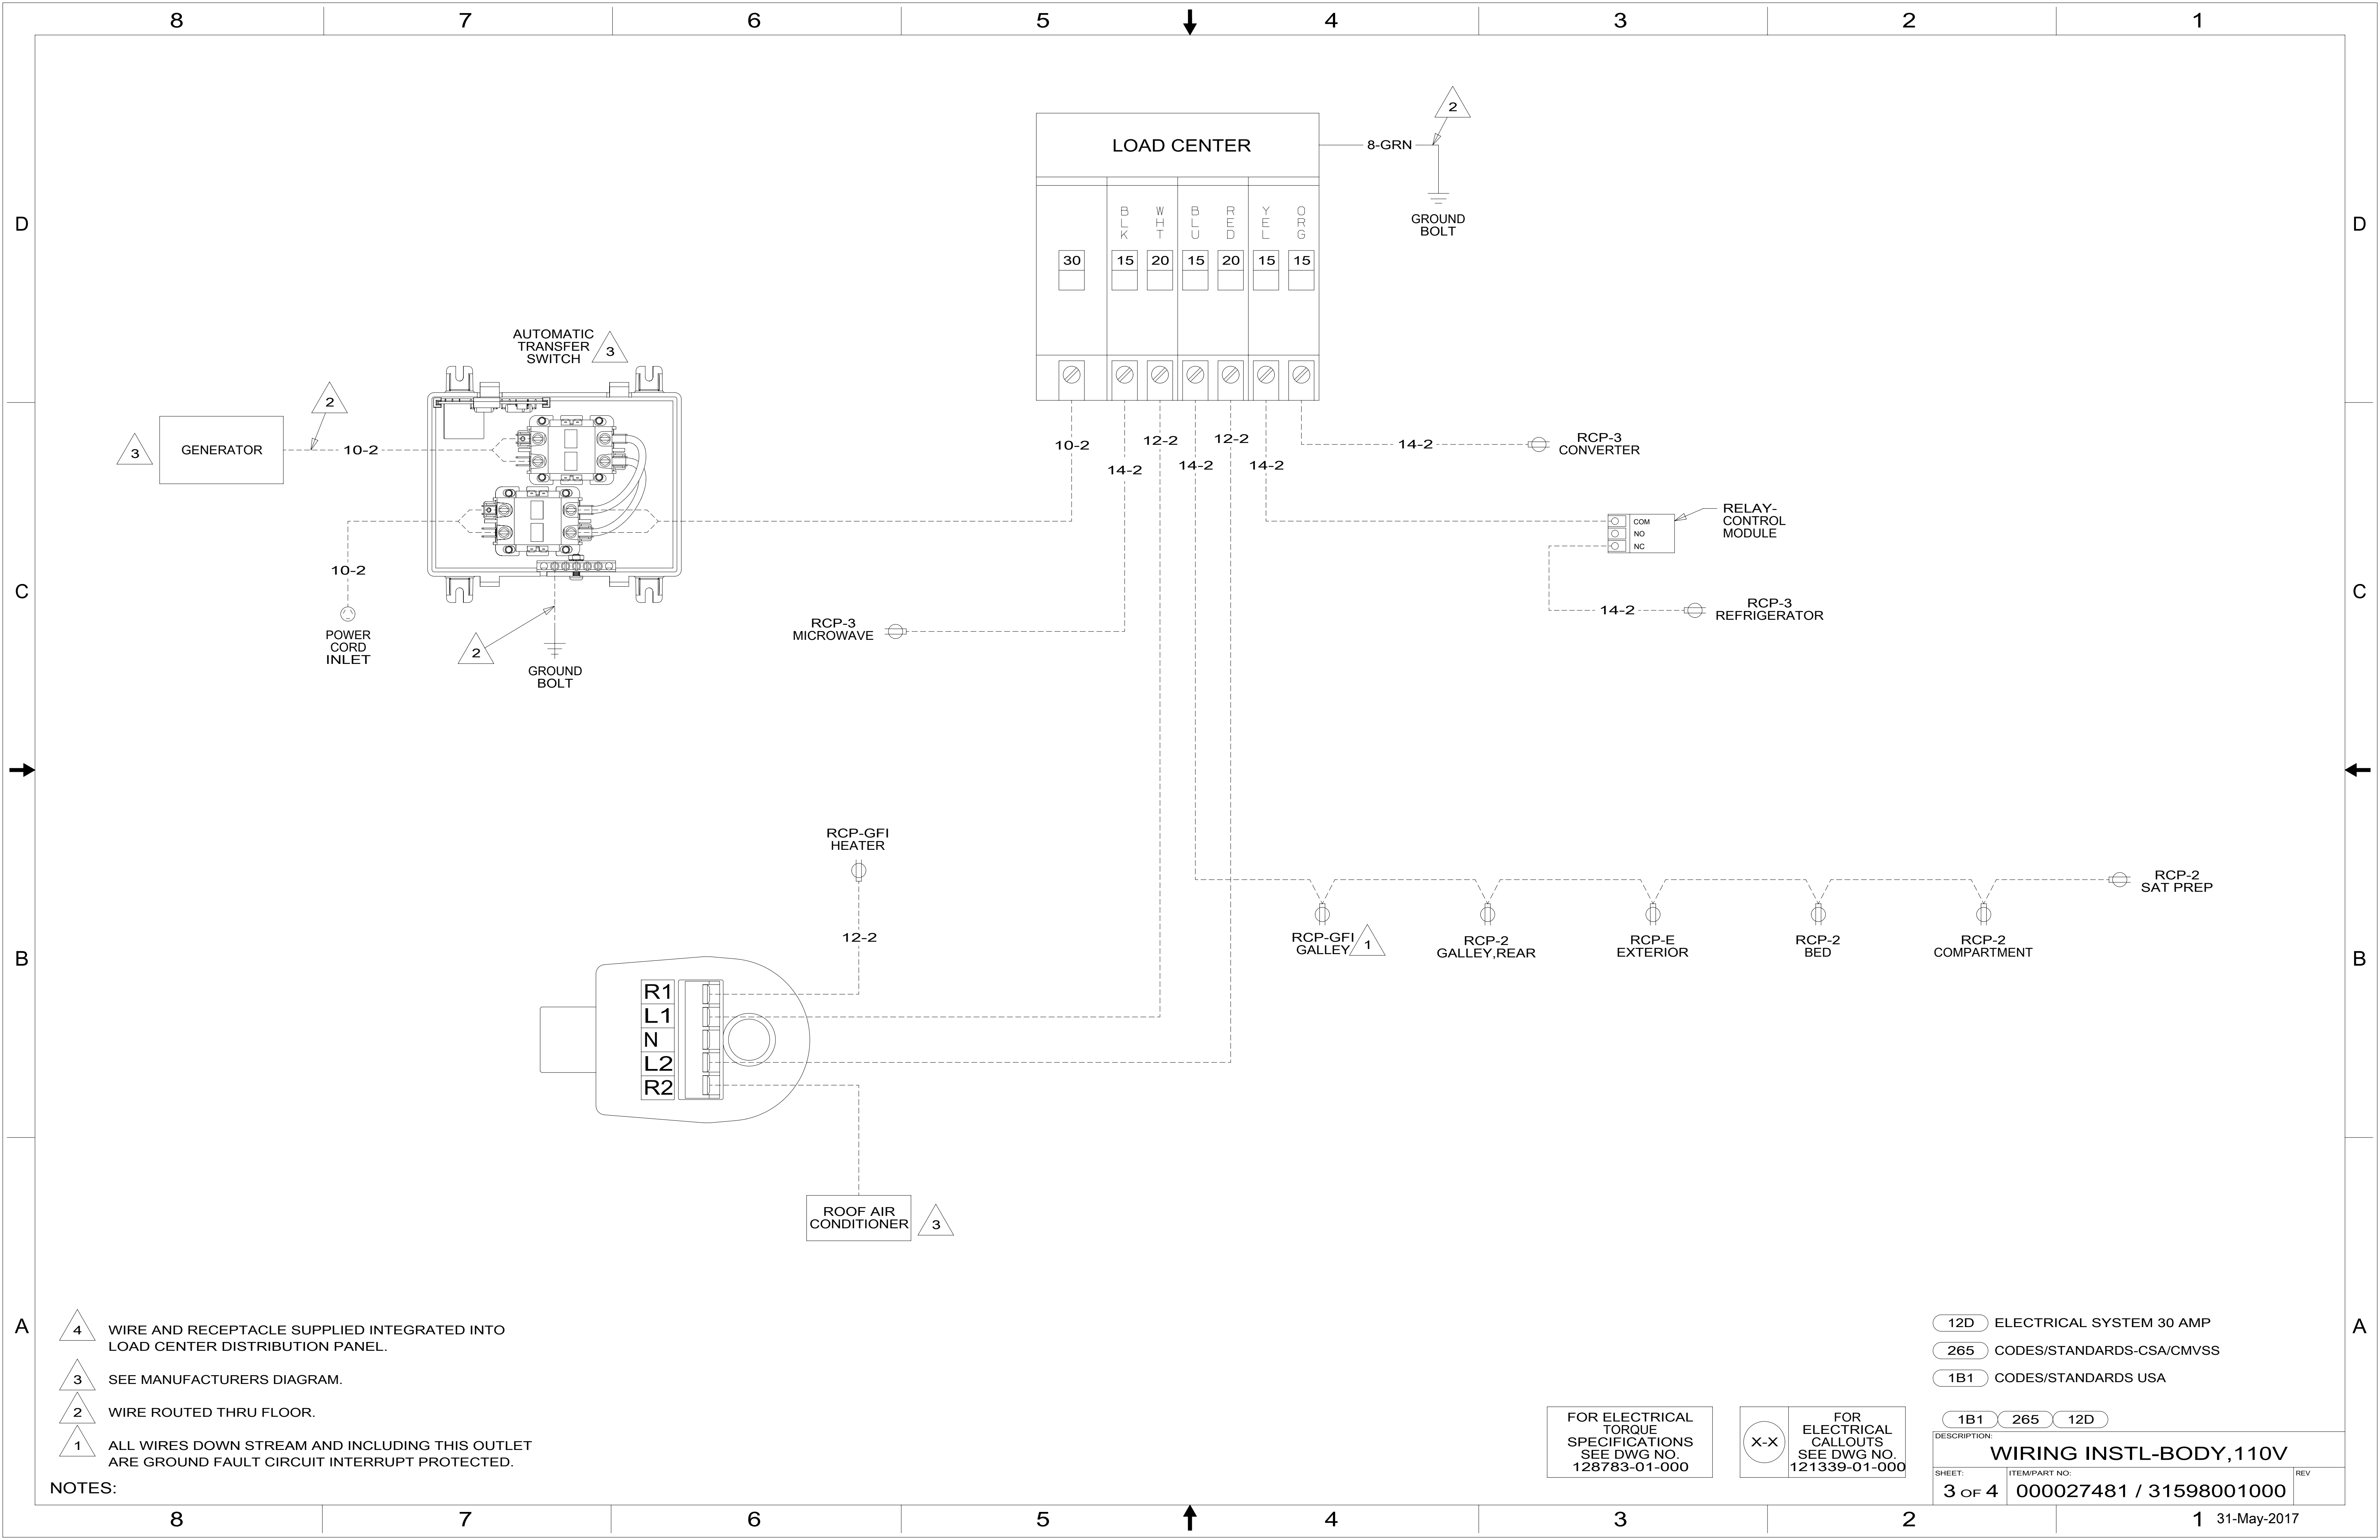 8 7 6 5 4 3 2 1
2
LOAD CENTER
8-GRN
BLK WHT BLU RED YEL ORG
D
D
GROUND
BOLT
30 15 20 15 20 15 15
AUTOMATIC
TRANSFER
SWITCH
3
2
3
GENERATOR
10-2
10-2
14-2
12-2
14-2
12-2
14-2
14-2
RCP-3
CONVERTER
COM
NO
NC
RELAY-
CONTROL
MODULE
10-2
C
C
14-2
RCP-3
REFRIGERATOR
RCP-3
MICROWAVE
POWER
CORD
INLET
2
GROUND
BOLT
RCP-GFI
HEATER
12-2
RCP-2
SAT PREP
RCP-GFI
GALLEY
1
RCP-2
GALLEY,REAR
RCP-E
EXTERIOR
RCP-2
BED
RCP-2
COMPARTMENT
B
B
R1
L1
N
L2
R2
ROOF AIR
CONDITIONER
3
A
A
4 WIRE AND RECEPTACLE SUPPLIED INTEGRATED INTO
LOAD CENTER DISTRIBUTION PANEL.
3 SEE MANUFACTURERS DIAGRAM.
2 WIRE ROUTED THRU FLOOR.
1 ALL WIRES DOWN STREAM AND INCLUDING THIS OUTLET
ARE GROUND FAULT CIRCUIT INTERRUPT PROTECTED.
NOTES:
FOR ELECTRICAL
TORQUE
SPECIFICATIONS
SEE DWG NO.
128783-01-000
X-X
FOR
ELECTRICAL
CALLOUTS
SEE DWG NO.
121339-01-000
12D ELECTRICAL SYSTEM 30 AMP
265 CODES/STANDARDS-CSA/CMVSS
1B1 CODES/STANDARDS USA
1B1 265 12D
DESCRIPTION:
WIRING INSTL-BODY,110V
SHEET: ITEM/PART NO: REV
3 OF 4 000027481 / 31598001000
8 7 6 5 4 3 2 1 31-May-2017